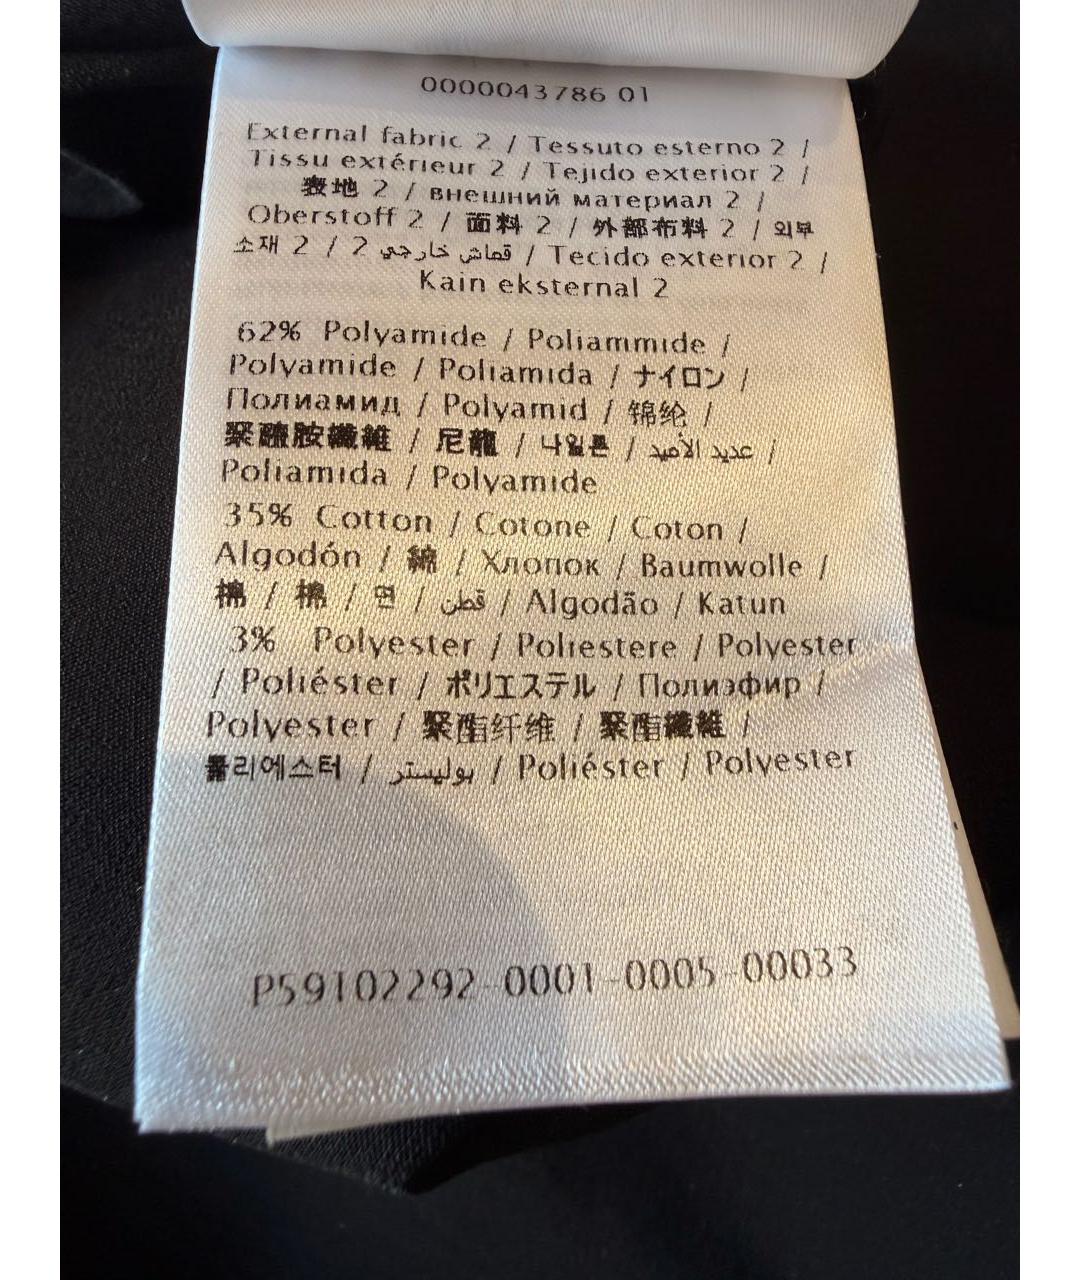 0000043786 01
External fabric 2 / Tessuto esterno 2 /
Tissu extérieur 2 / Tejido exterior 2 /
表地 2 / внешний материал 2 /
Oberstoff 2 / 面料 2 / 外部布料 2 / 외부
소재 2 / قماش خارجي 2 / Tecido exterior 2 /
Kain eksternal 2
62% Polyamide / Poliammide /
Polyamide / Poliamida / ナイロン /
Полиамид / Polyamid / 锦纶 /
聚醯胺纖維 / 尼龍 / 나일론 / عديد الأميد /
Poliamida / Polyamide
35% Cotton / Cotone / Coton /
Algodón / 綿 / Хлопок / Baumwolle /
棉 / 棉 / 면 / قطن / Algodão / Katun
3% Polyester / Poliestere / Polyester
/ Poliéster / ポリエステル / Полиэфир /
Polyester / 聚酯纤维 / 聚酯纖維 /
폴리에스터 / بوليستر / Poliéster / Polyester
P59102292-0001-0005-00033